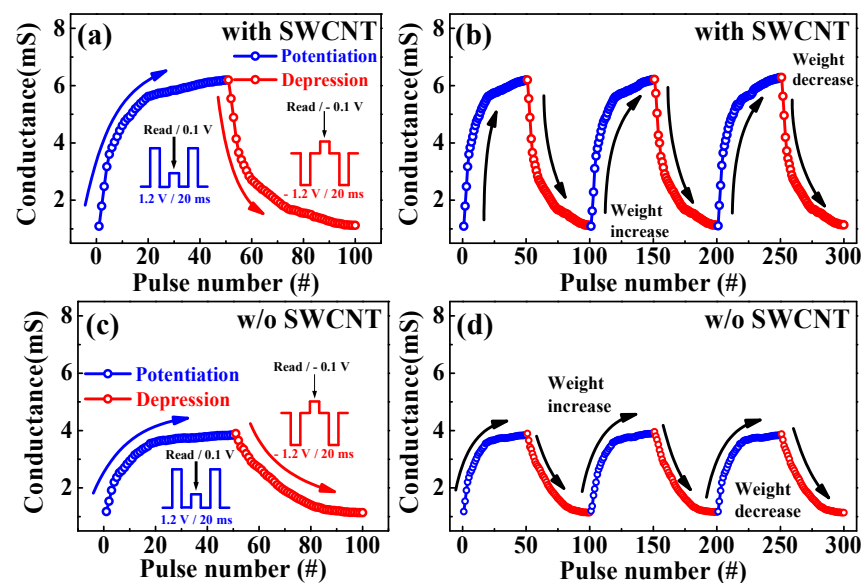 (a) with SWCNT
Conductance(mS)
8
6
4
2
Potentiation
Depression
Read / 0.1 V
1.2 V / 20 ms
Read / - 0.1 V
- 1.2 V / 20 ms
0 20 40 60 80 100
Pulse number (#)
(b) with SWCNT
Conductance(mS)
8
6
4
2
Weight
decrease
Weight
increase
0 50 100 150 200 250 300
Pulse number (#)
(c) w/o SWCNT
Conductance(mS)
8
6
4
2
Potentiation
Depression
Read / 0.1 V
1.2 V / 20 ms
Read / - 0.1 V
- 1.2 V / 20 ms
0 20 40 60 80 100
Pulse number (#)
(d) w/o SWCNT
Conductance(mS)
8
6
4
2
Weight
increase
Weight
decrease
0 50 100 150 200 250 300
Pulse number (#)